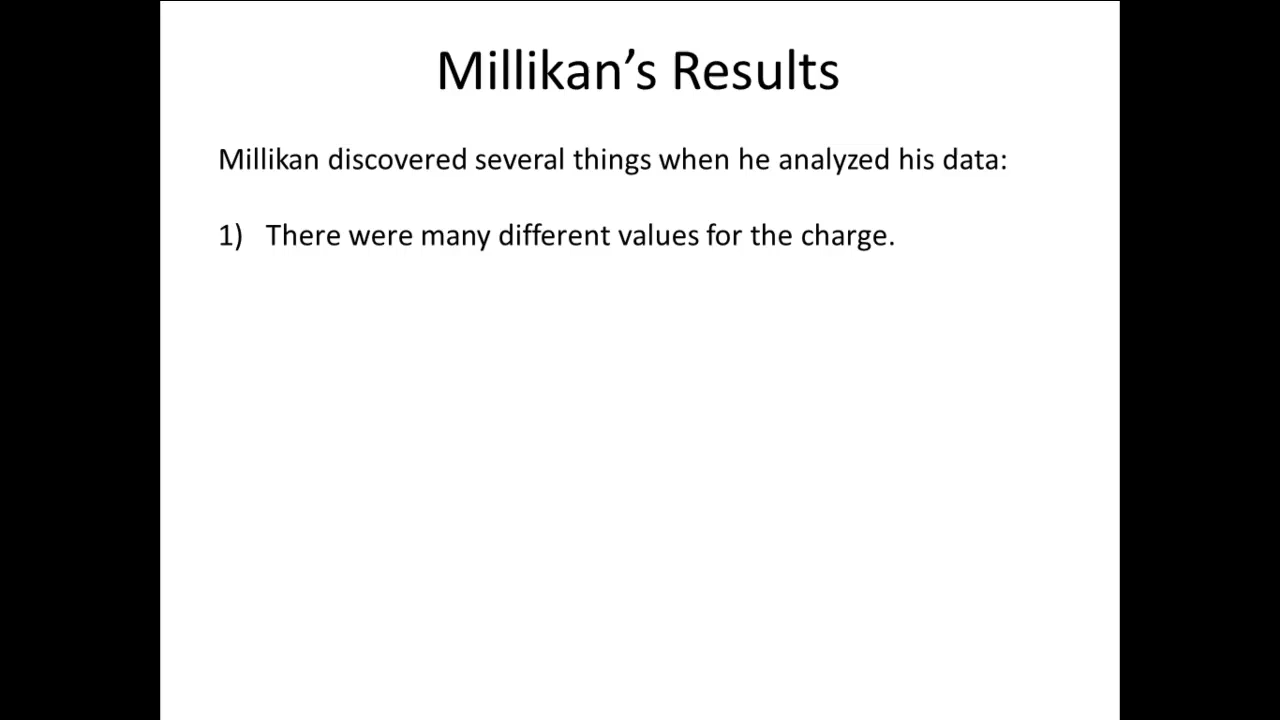 Millikan’s Results
Millikan discovered several things when he analyzed his data:
1) There were many different values for the charge.